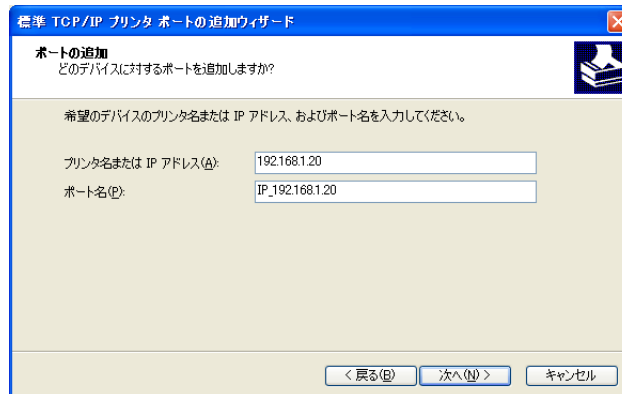 標準 TCP/IP プリンタ ポートの追加ウィザード
ポートの追加
どのデバイスに対するポートを追加しますか?
希望のデバイスのプリンタ名または IP アドレス、およびポート名を入力してください。
プリンタ名または IP アドレス(A): 192.168.1.20
ポート名(P): IP_192.168.1.20
< 戻る(B) 次へ(N) > キャンセル